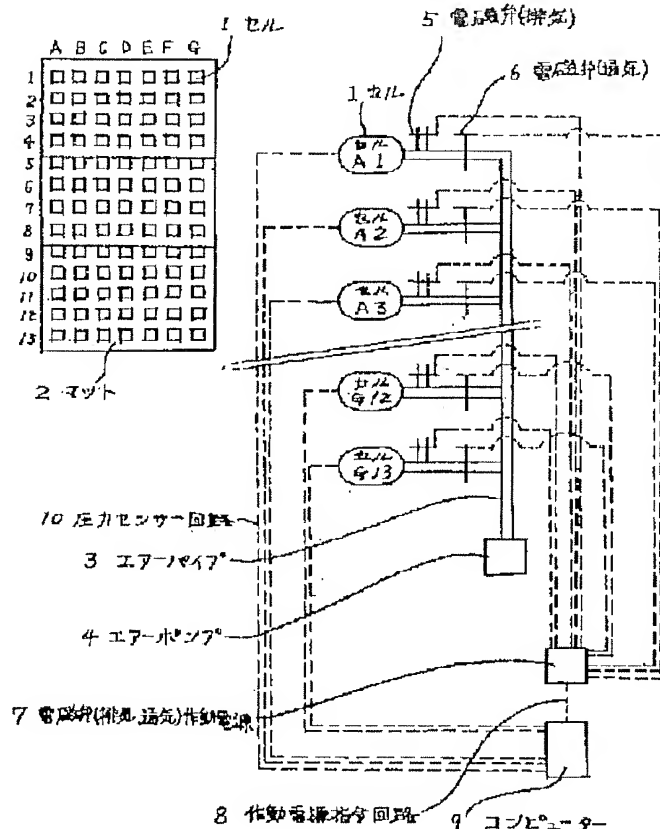 1 セル
A B C D E F G
1
2
3
4
5
6
7
8
9
10
11
12
13
2 マット
5 電磁弁(排気)
6 電磁弁(通気)
1 セル
セル
A1
セル
A2
セル
A3
セル
G12
セル
G13
10 圧力センサー回路
3 エアーパイプ
4 エアーポンプ
7 電磁弁(排気,通気)作動電源
8 作動電源指令回路
9 コンピューター